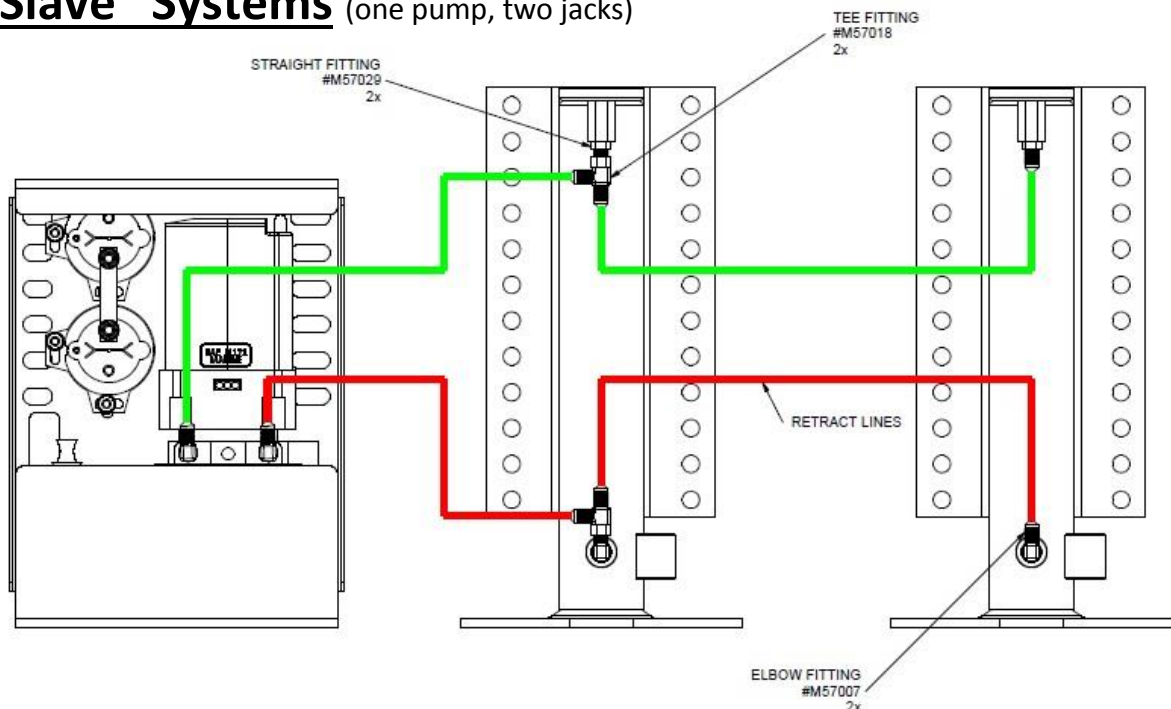 Slave" Systems (one pump, two jacks)
TEE FITTING
#M57018
2x
STRAIGHT FITTING
#M57029
2x
RETRACT LINES
ELBOW FITTING
#M57007
2x